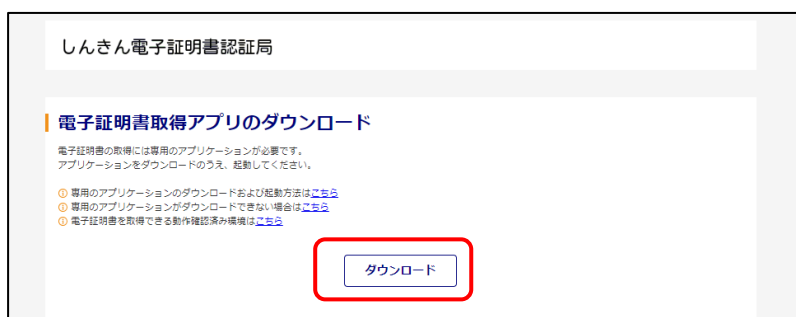 しんきん電子証明書認証局
電子証明書取得アプリのダウンロード
電子証明書の取得には専用のアプリケーションが必要です。
アプリケーションをダウンロードのうえ、起動してください。
専用のアプリケーションのダウンロードおよび起動方法はこちら
専用のアプリケーションがダウンロードできない場合はこちら
電子証明書を取得できる動作確認済み環境はこちら
ダウンロード